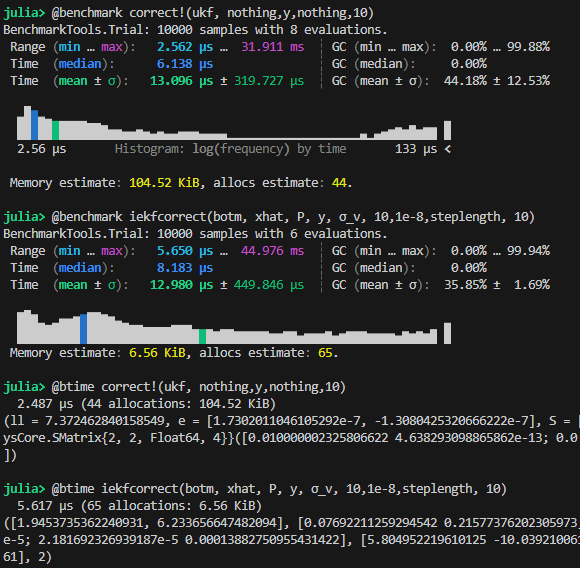 julia> @benchmark correct!(ukf, nothing,y,nothing,10)
BenchmarkTools.Trial: 10000 samples with 8 evaluations.
Range (min … max): 2.562 μs … 31.911 ms ┊ GC (min … max): 0.00% … 99.88%
Time (median): 6.138 μs ┊ GC (median): 0.00%
Time (mean ± σ): 13.096 μs ± 319.727 μs ┊ GC (mean ± σ): 44.18% ± 12.53%
2.56 μs Histogram: log(frequency) by time 133 μs <
Memory estimate: 104.52 KiB, allocs estimate: 44.
julia> @benchmark iekfcorrect(botm, xhat, P, y, σ_v, 10,1e-8,steplength, 10)
BenchmarkTools.Trial: 10000 samples with 6 evaluations.
Range (min … max): 5.650 μs … 44.976 ms ┊ GC (min … max): 0.00% … 99.94%
Time (median): 8.183 μs ┊ GC (median): 0.00%
Time (mean ± σ): 12.980 μs ± 449.846 μs ┊ GC (mean ± σ): 35.85% ± 1.69%
Memory estimate: 6.56 KiB, allocs estimate: 65.
julia> @btime correct!(ukf, nothing,y,nothing,10)
2.487 μs (44 allocations: 104.52 KiB)
(ll = 7.372462840158549, e = [1.7302011046105292e-7, -1.3080425320666222e-7], S = [
ysCore.SMatrix{2, 2, Float64, 4}}([0.010000002325806622 4.638293098865862e-13; 0.0
])
julia> @btime iekfcorrect(botm, xhat, P, y, σ_v, 10,1e-8,steplength, 10)
5.617 μs (65 allocations: 6.56 KiB)
([1.9453735362240931, 6.233656647482094], [0.07692211259294542 0.21577376202305973,
e-5; 2.181692326939187e-5 0.00013882750955431422], [5.804952219610125 -10.039210061
61], 2)